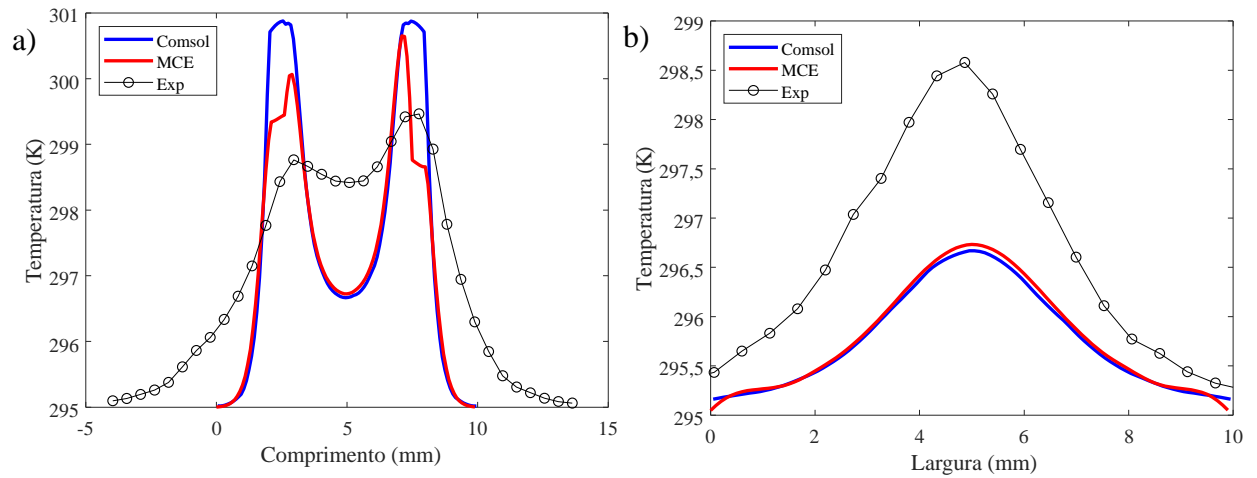 a)
Comsol
MCE
Exp
Temperatura (K)
301
300
299
298
297
296
295
-5
0
5
10
15
Comprimento (mm)
b)
Comsol
MCE
Exp
Temperatura (K)
299
298.5
298
297.5
297
296.5
296
295.5
295
0
2
4
6
8
10
Largura (mm)